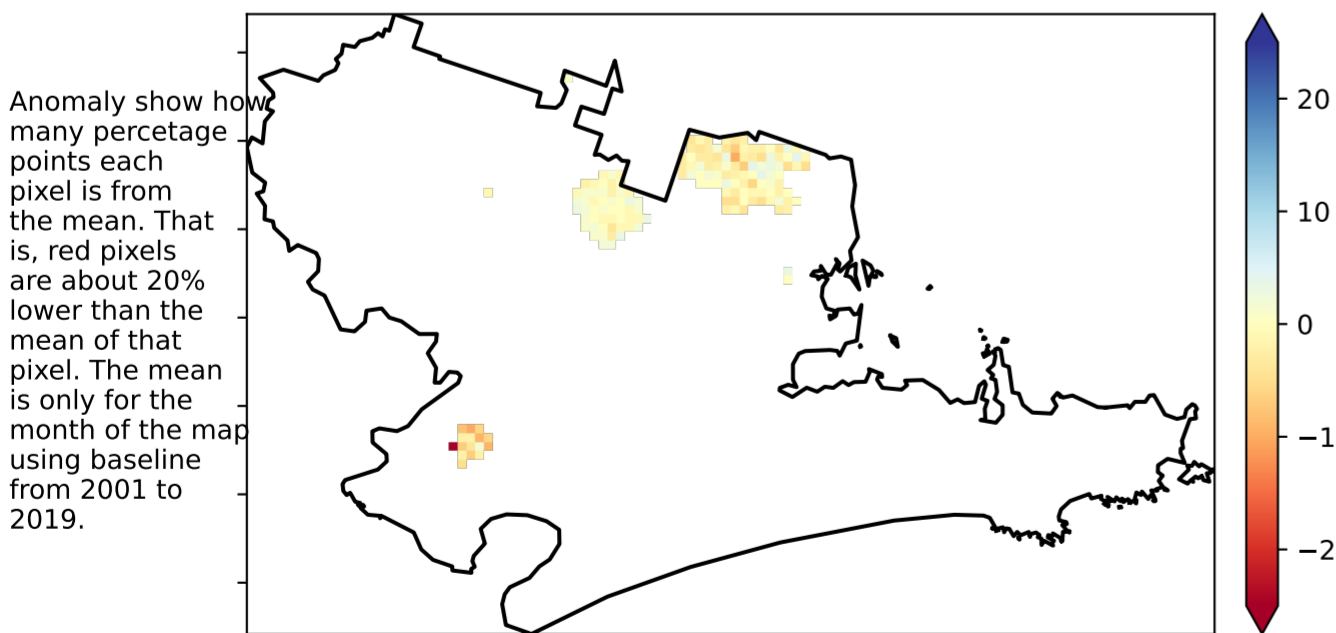 Anomaly show how
many percetage
points each
pixel is from
the mean. That
is, red pixels
are about 20%
lower than the
mean of that
pixel. The mean
is only for the
month of the map
using baseline
from 2001 to
2019.
20
10
0
−1
−2